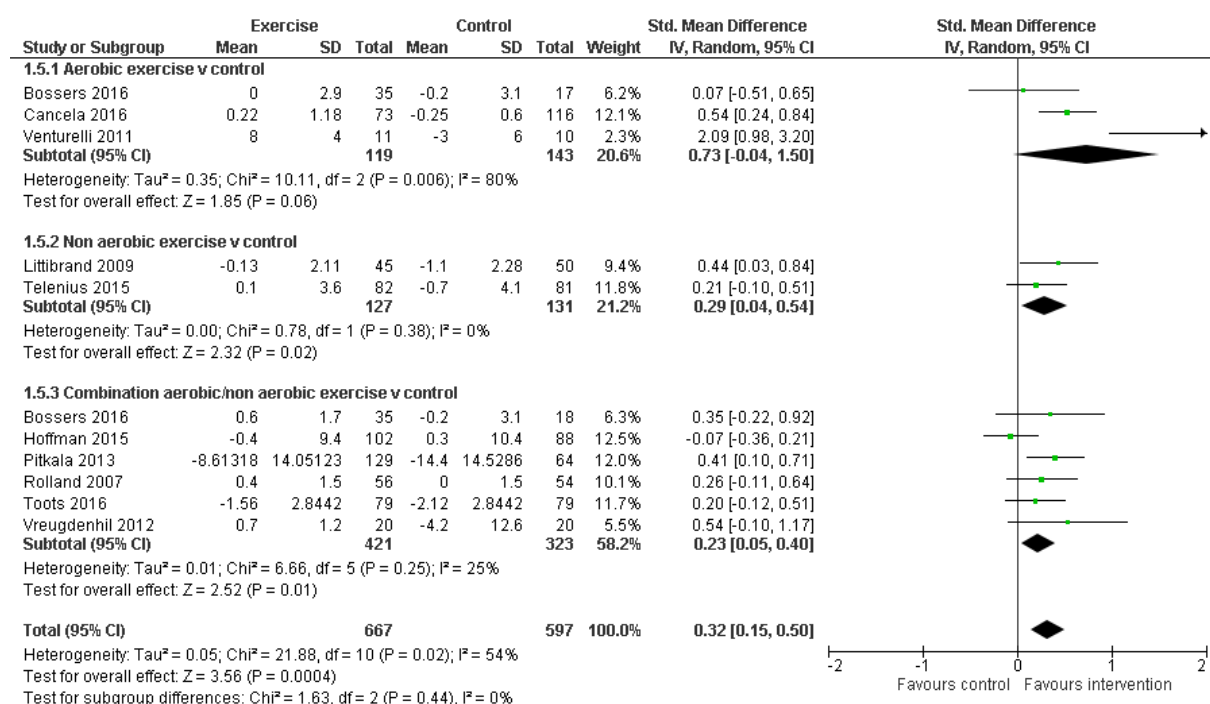 Exercise Control Std. Mean Difference Std. Mean Difference
Study or Subgroup Mean SD Total Mean SD Total Weight IV, Random, 95% CI IV, Random, 95% CI
1.5.1 Aerobic exercise v control
Bossers 2016 0 2.9 35 -0.2 3.1 17 6.2% 0.07 [-0.51, 0.65]
Cancela 2016 0.22 1.18 73 -0.25 0.6 116 12.1% 0.54 [0.24, 0.84]
Venturelli 2011 8 4 11 -3 6 10 2.3% 2.09 [0.98, 3.20]
Subtotal (95% CI) 119 143 20.6% 0.73 [-0.04, 1.50]
Heterogeneity: Tau² = 0.35; Chi² = 10.11, df = 2 (P = 0.006); I² = 80%
Test for overall effect: Z = 1.85 (P = 0.06)
1.5.2 Non aerobic exercise v control
Littibrand 2009 -0.13 2.11 45 -1.1 2.28 50 9.4% 0.44 [0.03, 0.84]
Telenius 2015 0.1 3.6 82 -0.7 4.1 81 11.8% 0.21 [-0.10, 0.51]
Subtotal (95% CI) 127 131 21.2% 0.29 [0.04, 0.54]
Heterogeneity: Tau² = 0.00; Chi² = 0.78, df = 1 (P = 0.38); I² = 0%
Test for overall effect: Z = 2.32 (P = 0.02)
1.5.3 Combination aerobic/non aerobic exercise v control
Bossers 2016 0.6 1.7 35 -0.2 3.1 18 6.3% 0.35 [-0.22, 0.92]
Hoffman 2015 -0.4 9.4 102 0.3 10.4 88 12.5% -0.07 [-0.36, 0.21]
Pitkala 2013 -8.61318 14.05123 129 -14.4 14.5286 64 12.0% 0.41 [0.10, 0.71]
Rolland 2007 0.4 1.5 56 0 1.5 54 10.1% 0.26 [-0.11, 0.64]
Toots 2016 -1.56 2.8442 79 -2.12 2.8442 79 11.7% 0.20 [-0.12, 0.51]
Vreugdenhil 2012 0.7 1.2 20 -4.2 12.6 20 5.5% 0.54 [-0.10, 1.17]
Subtotal (95% CI) 421 323 58.2% 0.23 [0.05, 0.40]
Heterogeneity: Tau² = 0.01; Chi² = 6.66, df = 5 (P = 0.25); I² = 25%
Test for overall effect: Z = 2.52 (P = 0.01)
Total (95% CI) 667 597 100.0% 0.32 [0.15, 0.50]
Heterogeneity: Tau² = 0.05; Chi² = 21.88, df = 10 (P = 0.02); I² = 54%
Test for overall effect: Z = 3.56 (P = 0.0004)
Test for subgroup differences: Chi² = 1.63, df = 2 (P = 0.44), I² = 0%
-2 -1 0 1 2
Favours control Favours intervention